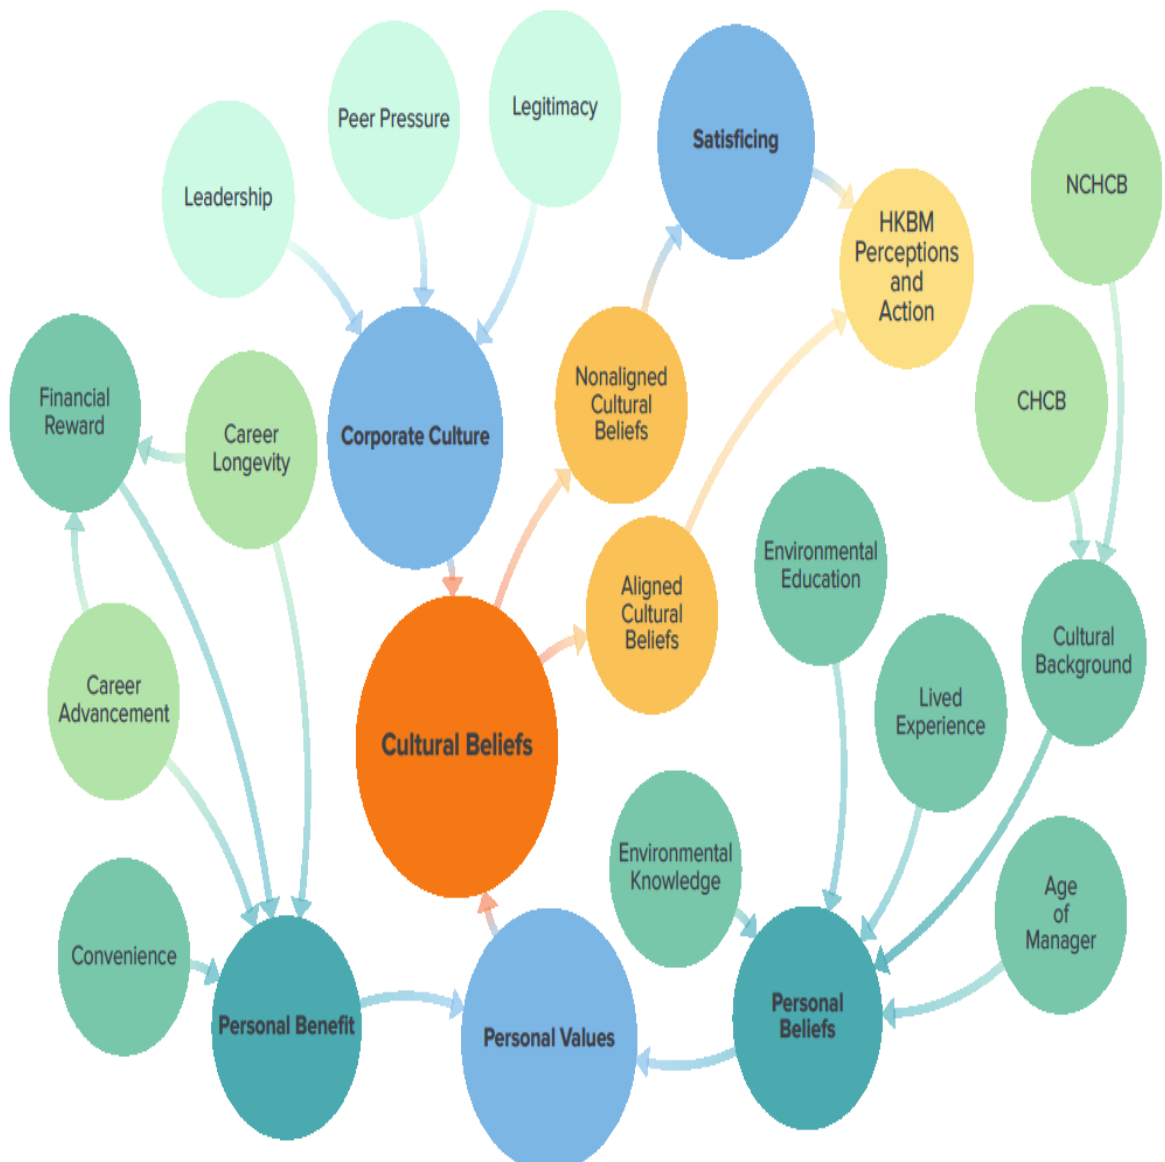 Legitimacy
Peer Pressure
Satisficing
NCHCB
Leadership
HKBM
Perceptions
and
Action
Nonaligned
Cultural
Beliefs
Financial
Reward
CHCB
Career
Longevity
Corporate Culture
Environmental
Education
Aligned
Cultural
Beliefs
Cultural
Background
Career
Advancement
Lived
Experience
Cultural Beliefs
Environmental
Knowledge
Age
of
Manager
Convenience
Personal
Beliefs
Personal Benefit
Personal Values